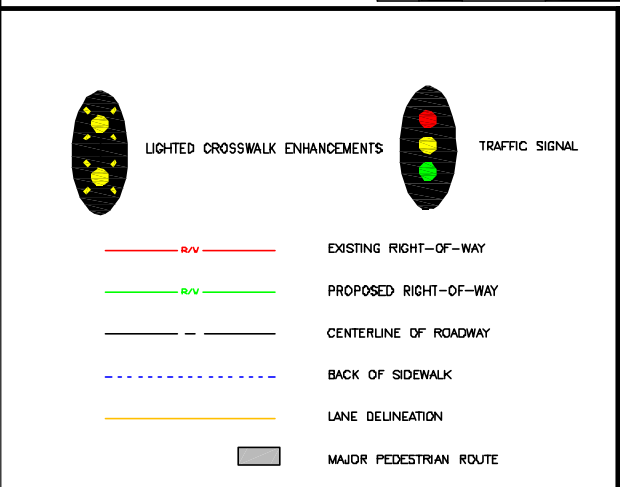 LIGHTED CROSSWALK ENHANCEMENTS
TRAFFIC SIGNAL
R/W EXISTING RIGHT-OF-WAY
R/W PROPOSED RIGHT-OF-WAY
CENTERLINE OF ROADWAY
BACK OF SIDEWALK
LANE DELINEATION
MAJOR PEDESTRIAN ROUTE